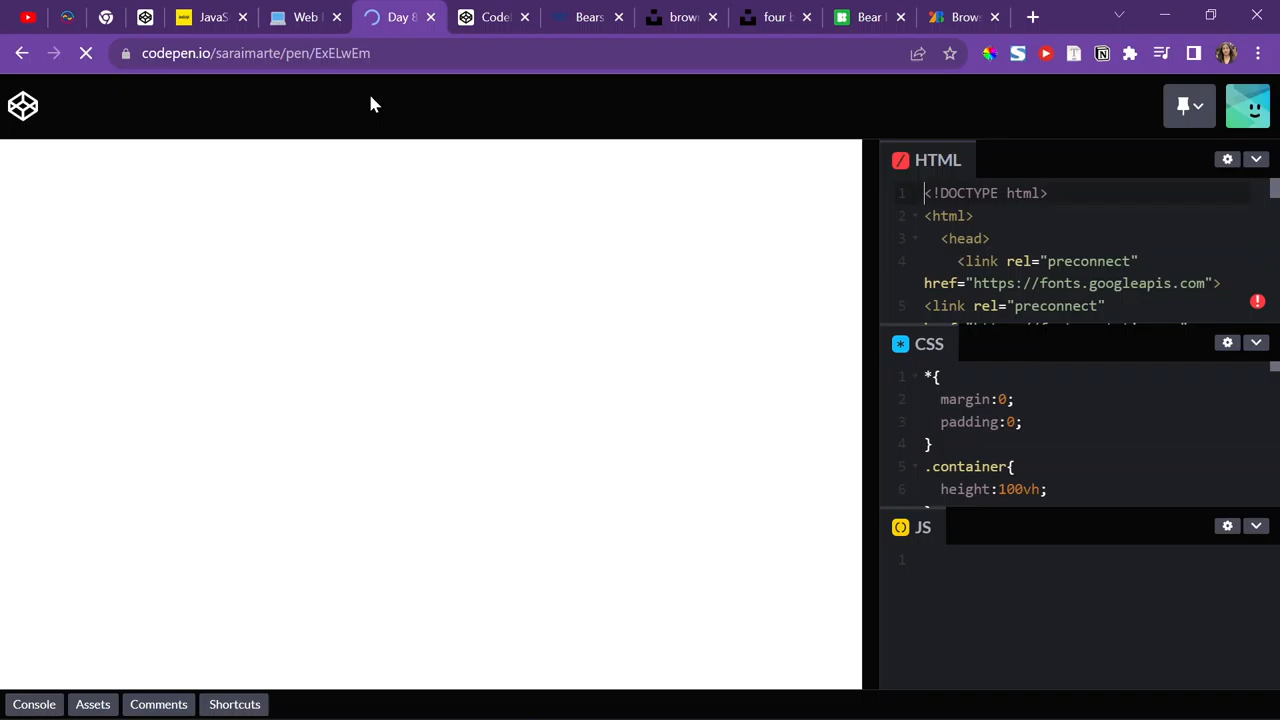 JavaS
Web
Day 8
Code
Bears
brow
four b
Bear
Brows
codepen.io/saraimarte/pen/ExELwEm
HTML
1 <!DOCTYPE html>
2 <html>
3 <head>
4 <link rel="preconnect"
href="https://fonts.googleapis.com">
5 <link rel="preconnect"
CSS
1 *{
2 margin:0;
3 padding:0;
4 }
5 .container{
6 height:100vh;
JS
1
Console
Assets
Comments
Shortcuts